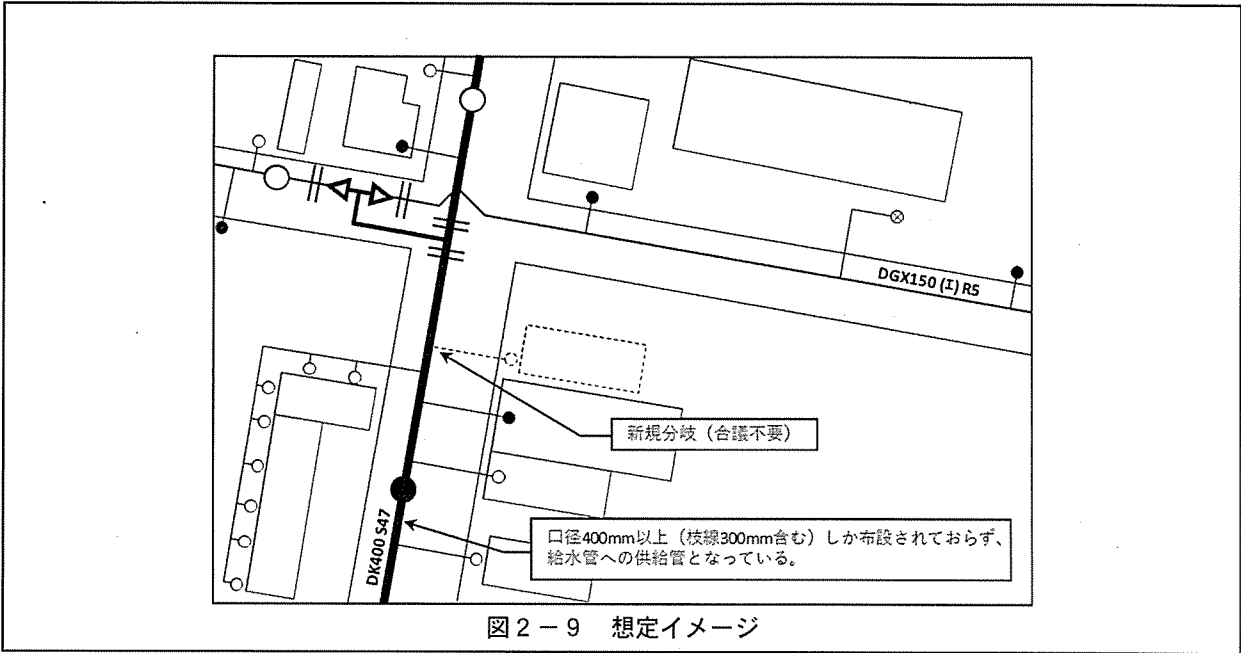 DGX150 (I) R5
新規分岐（合議不要）
口径400mm以上（枝線300mm含む）しか布設されておらず、
給水管への供給管となっている。
DK400 S47
図２－９　想定イメージ